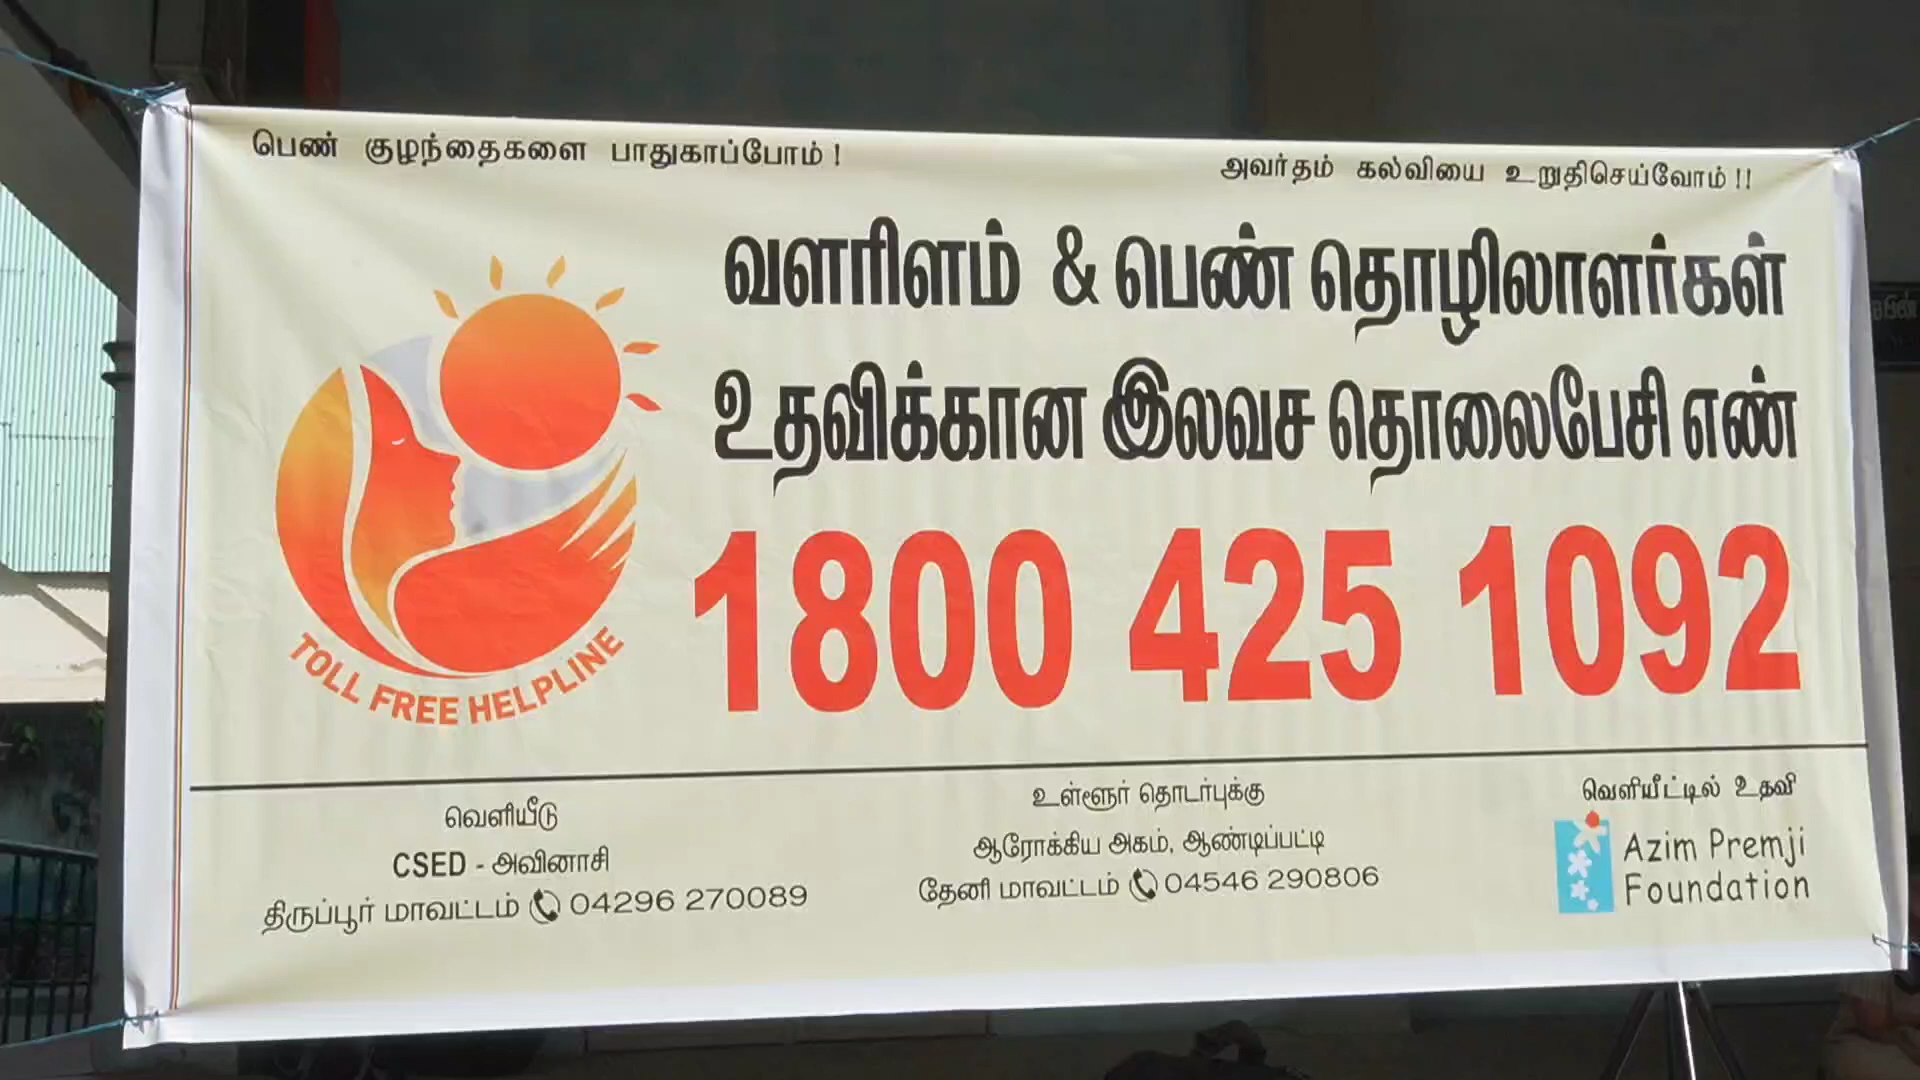 பெண் குழந்தைகளை பாதுகாப்போம் !
அவர்தம் கல்வியை உறுதிசெய்வோம் !!
வளரிளம் & பெண் தொழிலாளர்கள்
உதவிக்கான இலவச தொலைபேசி எண்
1800 425 1092
TOLL FREE HELPLINE
வெளியீடு
CSED - அவினாசி
திருப்பூர் மாவட்டம் 04296 270089
உள்ளூர் தொடர்புக்கு
ஆரோக்கிய அகம், ஆண்டிப்பட்டி
தேனி மாவட்டம் 04546 290806
வெளியீட்டில் உதவி
Azim Premji
Foundation